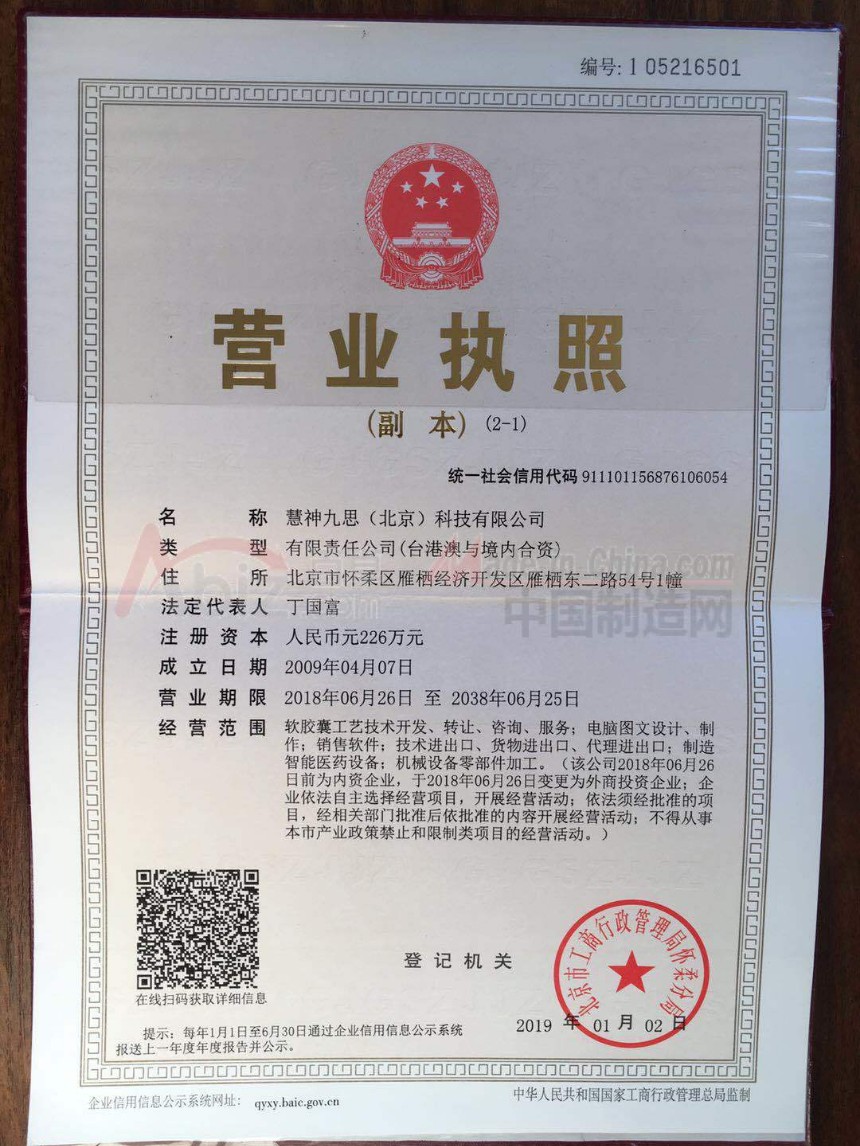 编号: 1 05216501
营业执照
(副 本) (2-1)
统一社会信用代码 911101156876106054
名 称 慧神九思（北京）科技有限公司
类 型 有限责任公司(台港澳与境内合资)
住 所 北京市怀柔区雁栖经济开发区雁栖东二路54号1幢
法定代表人 丁国富
注册资本 人民币元226万元
成立日期 2009年04月07日
营业期限 2018年06月26日 至 2038年06月25日
经营范围 软胶囊工艺技术开发、转让、咨询、服务；电脑图文设计、制
作；销售软件；技术进出口、货物进出口、代理进出口；制造
智能医药设备；机械设备零部件加工。（该公司2018年06月26
日前为内资企业，于2018年06月26日变更为外商投资企业；企
业依法自主选择经营项目，开展经营活动；依法须经批准的项
目，经相关部门批准后依批准的内容开展经营活动；不得从事
本市产业政策禁止和限制类项目的经营活动。）
Made-in-China.com
中国制造网
在线扫码获取详细信息
登记机关
北京市工商行政管理局怀柔分局
2019 年 01 月 02 日
提示：每年1月1日至6月30日通过企业信用信息公示系统
报送上一年度年度报告并公示。
企业信用信息公示系统网址： qyxy.baic.gov.cn
中华人民共和国国家工商行政管理总局监制